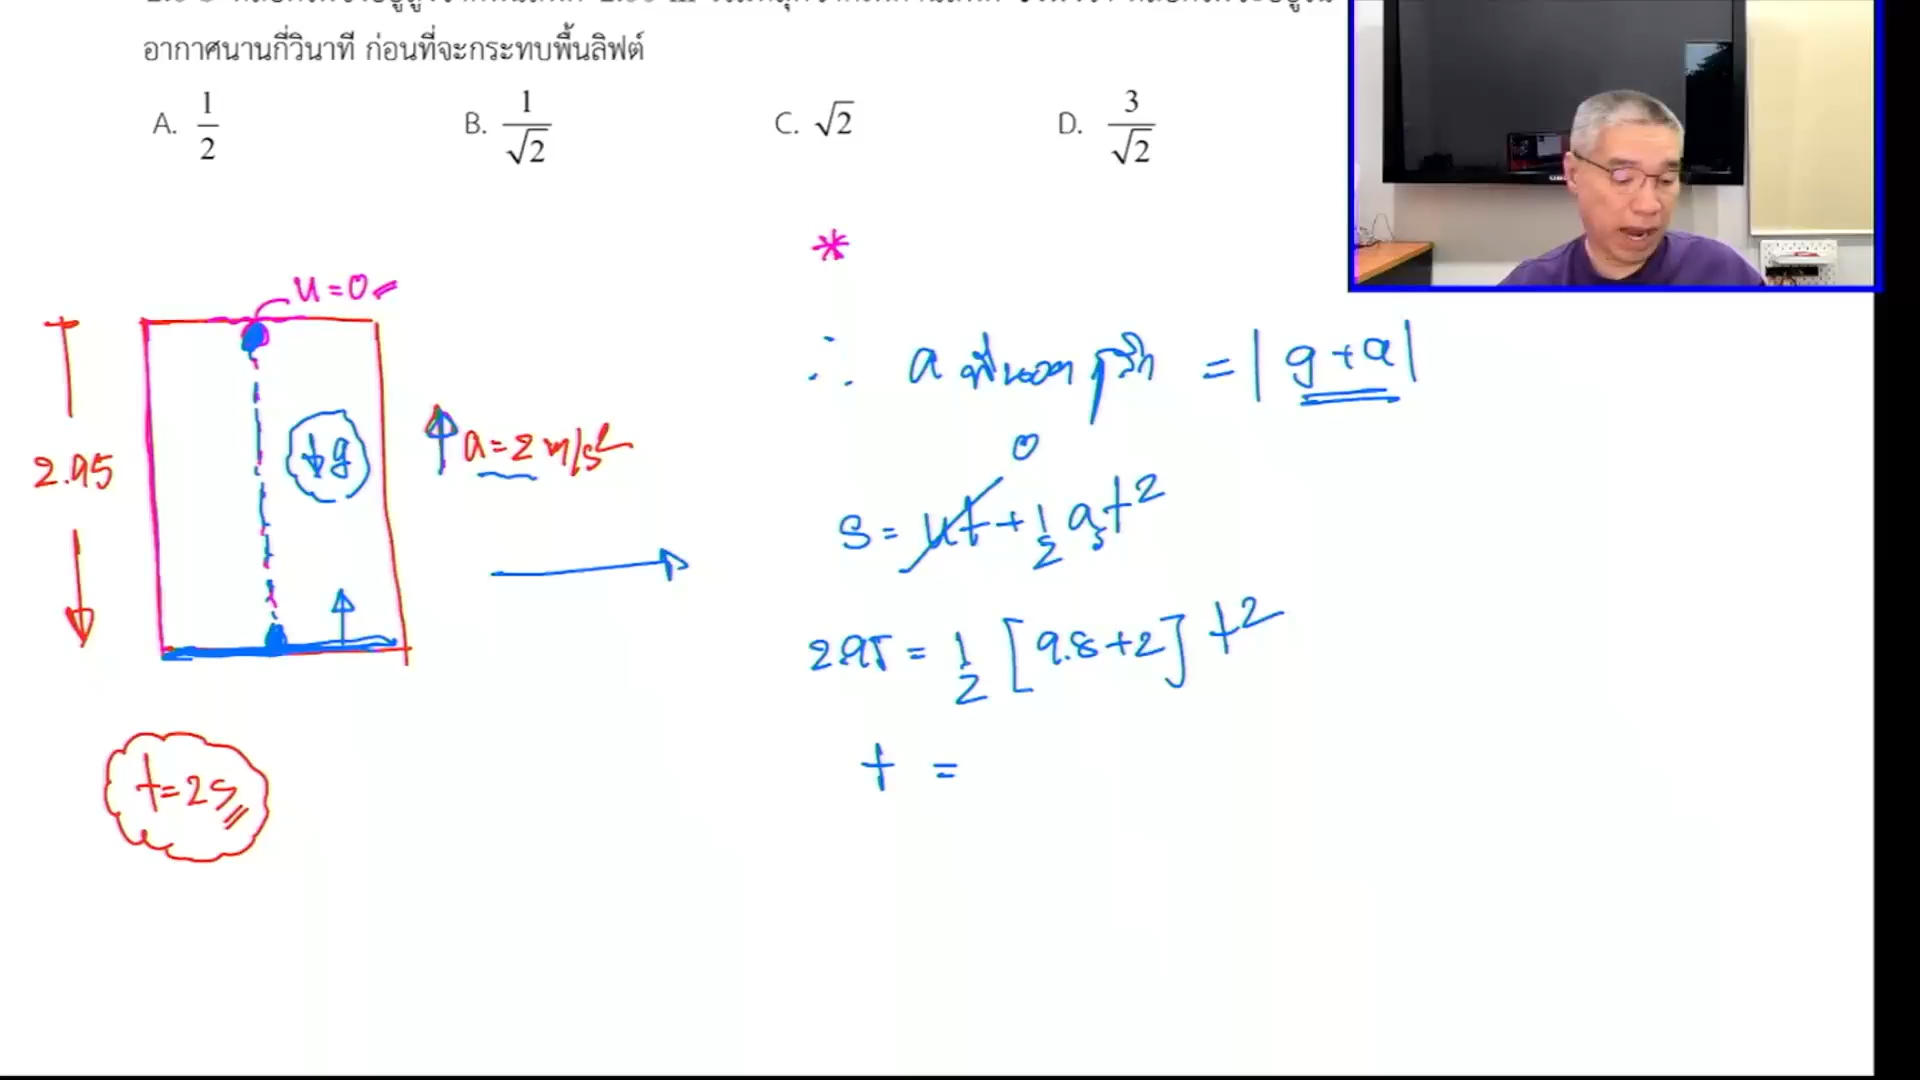 อากาศนานกี่วินาที ก่อนที่จะกระทบพื้นลิฟต์
A. 1/2 B. 1/√2 C. √2 D. 3/√2
*
u=0
∴ a = |g+a|
↓g
a=2 m/s²
2.95
0
s = ut + 1/2 at²
2.95 = 1/2 [9.8+2] t²
t =
t=2s